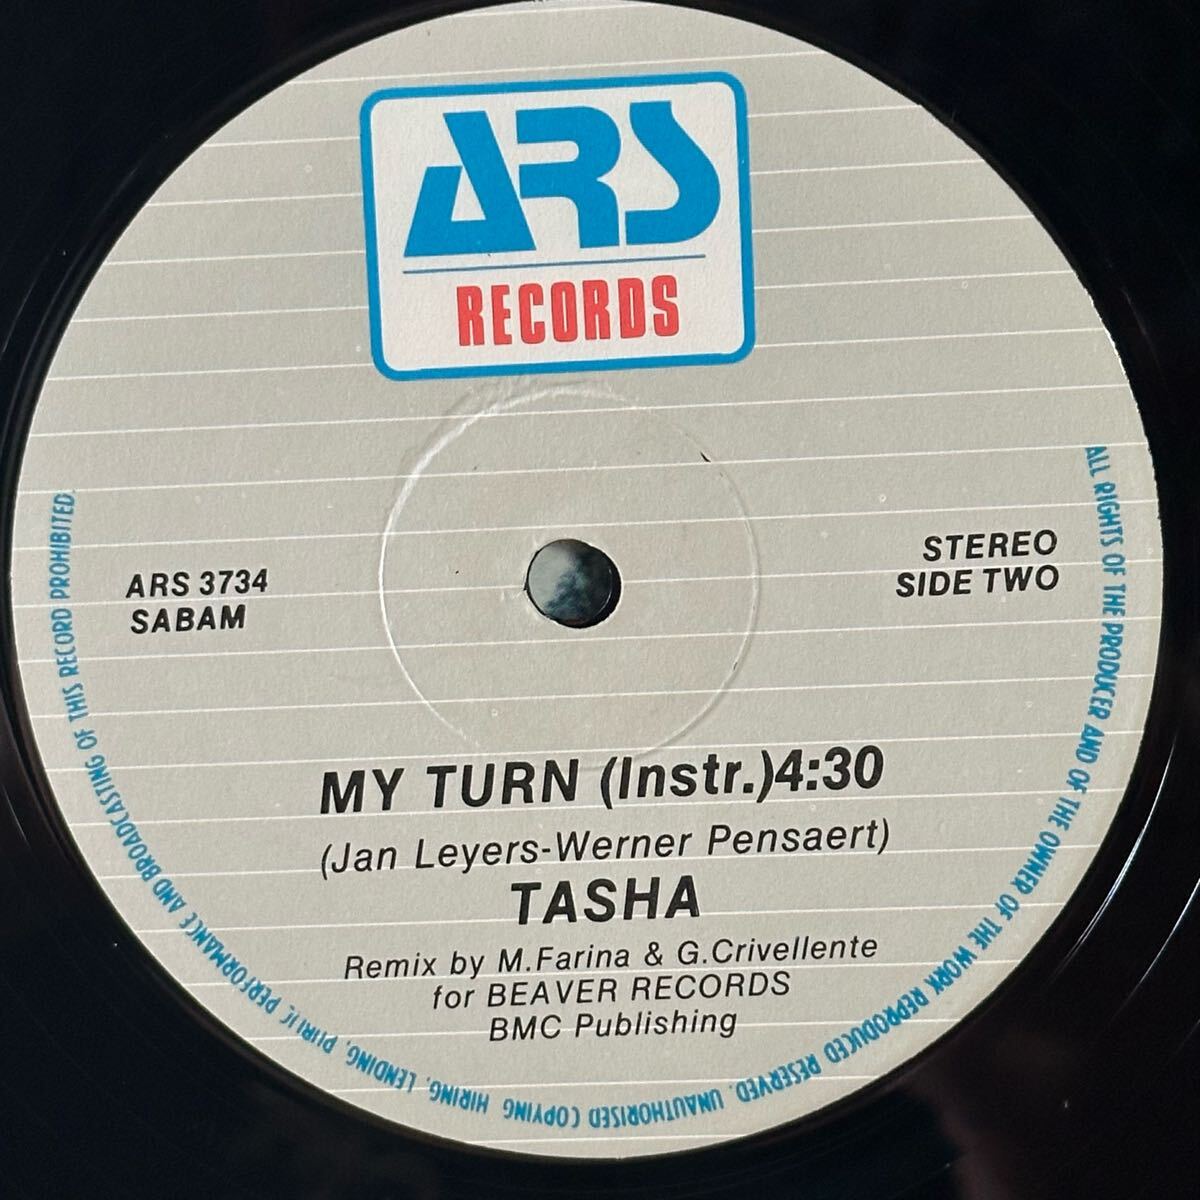 ARS
RECORDS
ARS 3734
SABAM
STEREO
SIDE TWO
MY TURN (Instr.)4:30
(Jan Leyers-Werner Pensaert)
TASHA
Remix by M.Farina & G.Crivellente
for BEAVER RECORDS
BMC Publishing
ALL RIGHTS OF THE PRODUCER AND OF THE OWNER OF THE WORK REPRODUCED RESERVED. UNAUTHORISED COPYING HIRING, LENDING, PUBLIC PERFORMANCE AND BROADCASTING OF THIS RECORD PROHIBITED.